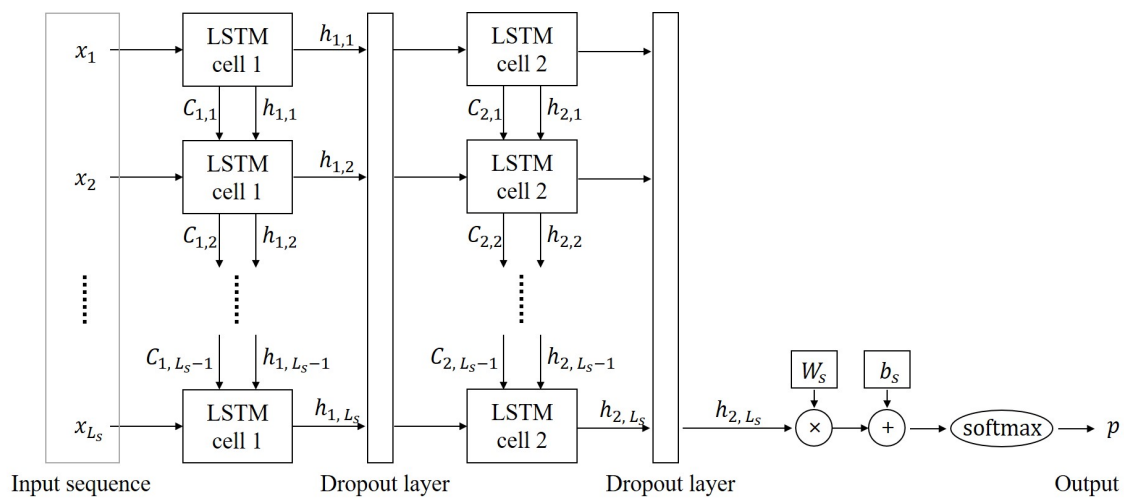 x₁ LSTM cell 1 h₁,₁ LSTM cell 2
C₁,₁ h₁,₁ C₂,₁ h₂,₁
x₂ LSTM cell 1 h₁,₂ LSTM cell 2
C₁,₂ h₁,₂ C₂,₂ h₂,₂
C₁, Lₛ₋₁ h₁, Lₛ₋₁ C₂, Lₛ₋₁ h₂, Lₛ₋₁ Wₛ bₛ
x_{Lₛ} LSTM cell 1 h₁, Lₛ LSTM cell 2 h₂, Lₛ h₂, Lₛ × + softmax p
Input sequence Dropout layer Dropout layer Output